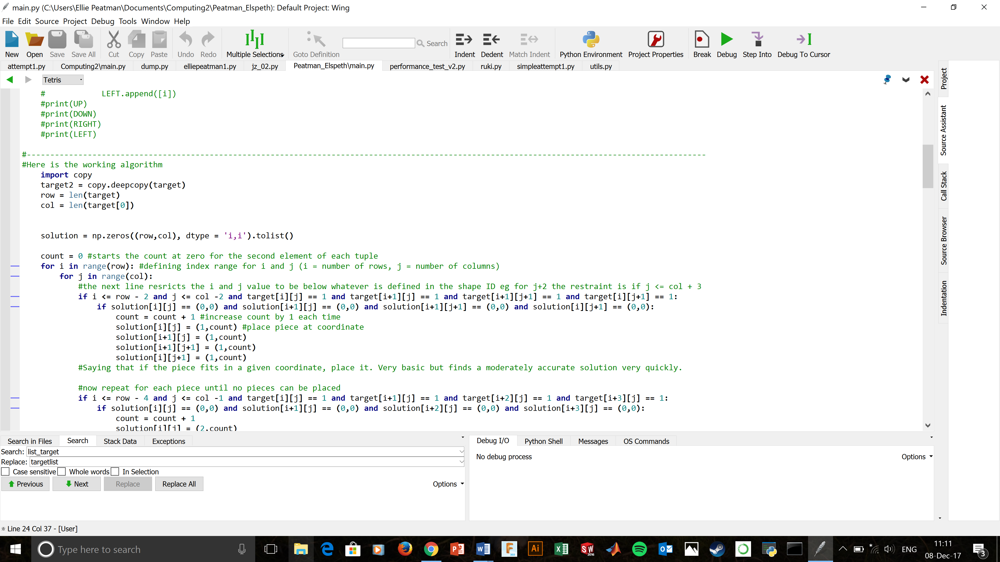 main.py (C:\Users\Ellie Peatman\Documents\Computing2\Peatman_Elspeth): Default Project: Wing
File Edit Source Project Debug Tools Window Help
New Open Save Save All Cut Copy Paste Undo Redo Multiple Selections Goto Definition Search Indent Dedent Match Indent Python Environment Project Properties Break Debug Step Into Debug To Cursor
attempt1.py Computing2\main.py dump.py elliepeatman1.py jz_02.py Peatman_Elspeth\main.py performance_test_v2.py ruki.py simpleattempt1.py utils.py
Tetris
#            LEFT.append([i])
#print(UP)
#print(DOWN)
#print(RIGHT)
#print(LEFT)
#-------------------------------------------------------------------------------------------------------------------------------------------------
#Here is the working algorithm
import copy
target2 = copy.deepcopy(target)
row = len(target)
col = len(target[0])
solution = np.zeros((row,col), dtype = 'i,i').tolist()
count = 0 #starts the count at zero for the second element of each tuple
for i in range(row): #defining index range for i and j (i = number of rows, j = number of columns)
for j in range(col):
#the next line resricts the i and j value to be below whatever is defined in the shape ID eg for j+2 the restraint is if j <= col + 3
if i <= row - 2 and j <= col -2 and target[i][j] == 1 and target[i+1][j] == 1 and target[i+1][j+1] == 1 and target[i][j+1] == 1:
if solution[i][j] == (0,0) and solution[i+1][j] == (0,0) and solution[i+1][j+1] == (0,0) and solution[i][j+1] == (0,0):
count = count + 1 #increase count by 1 each time
solution[i][j] = (1,count) #place piece at coordinate
solution[i+1][j] = (1,count)
solution[i+1][j+1] = (1,count)
solution[i][j+1] = (1,count)
#Saying that if the piece fits in a given coordinate, place it. Very basic but finds a moderately accurate solution very quickly.
#now repeat for each piece until no pieces can be placed
if i <= row - 4 and j <= col -1 and target[i][j] == 1 and target[i+1][j] == 1 and target[i+2][j] == 1 and target[i+3][j] == 1:
if solution[i][j] == (0,0) and solution[i+1][j] == (0,0) and solution[i+2][j] == (0,0) and solution[i+3][j] == (0,0):
count = count + 1
solution[i][j] = (2,count)
Project
Source Assistant
Call Stack
Source Browser
Indentation
Search in Files Search Stack Data Exceptions
Search: list_target
Replace: targetlist
Case sensitive Whole words In Selection
Previous Next Replace Replace All Options
Debug I/O Python Shell Messages OS Commands
No debug process Options
Line 24 Col 37 - [User]
Type here to search
ENG
11:11
08-Dec-17
3